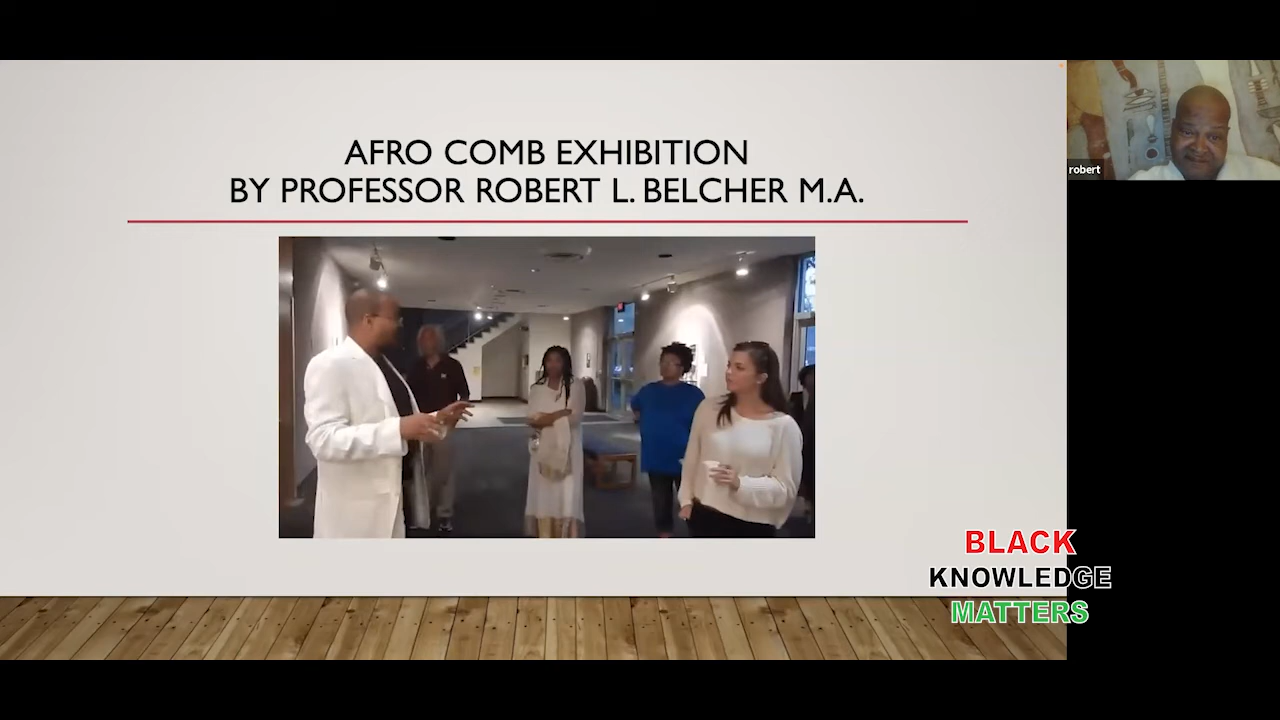 AFRO COMB EXHIBITION
BY PROFESSOR ROBERT L. BELCHER M.A.
robert
BLACK
KNOWLEDGE
MATTERS